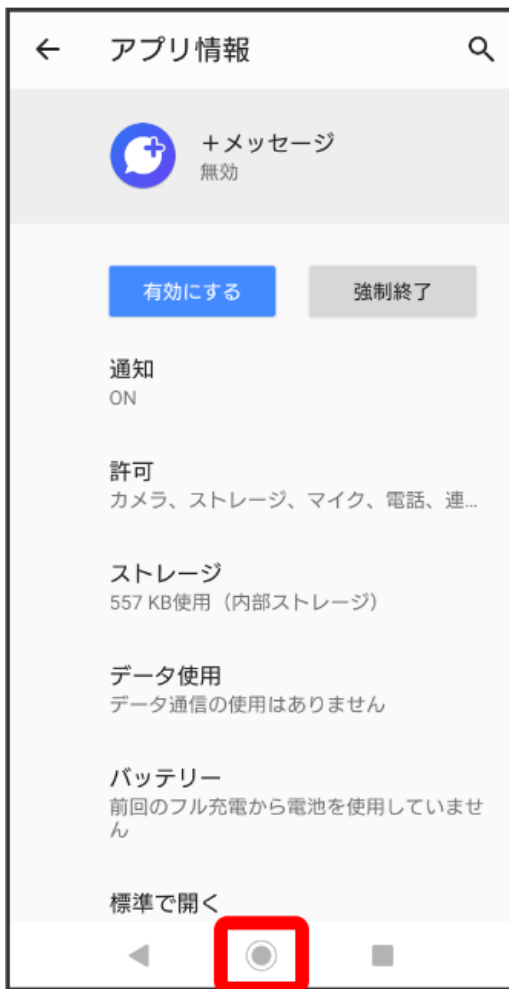 アプリ情報
＋メッセージ
無効
有効にする
強制終了
通知
ON
許可
カメラ、ストレージ、マイク、電話、連...
ストレージ
557 KB使用（内部ストレージ）
データ使用
データ通信の使用はありません
バッテリー
前回のフル充電から電池を使用していませ
ん
標準で開く